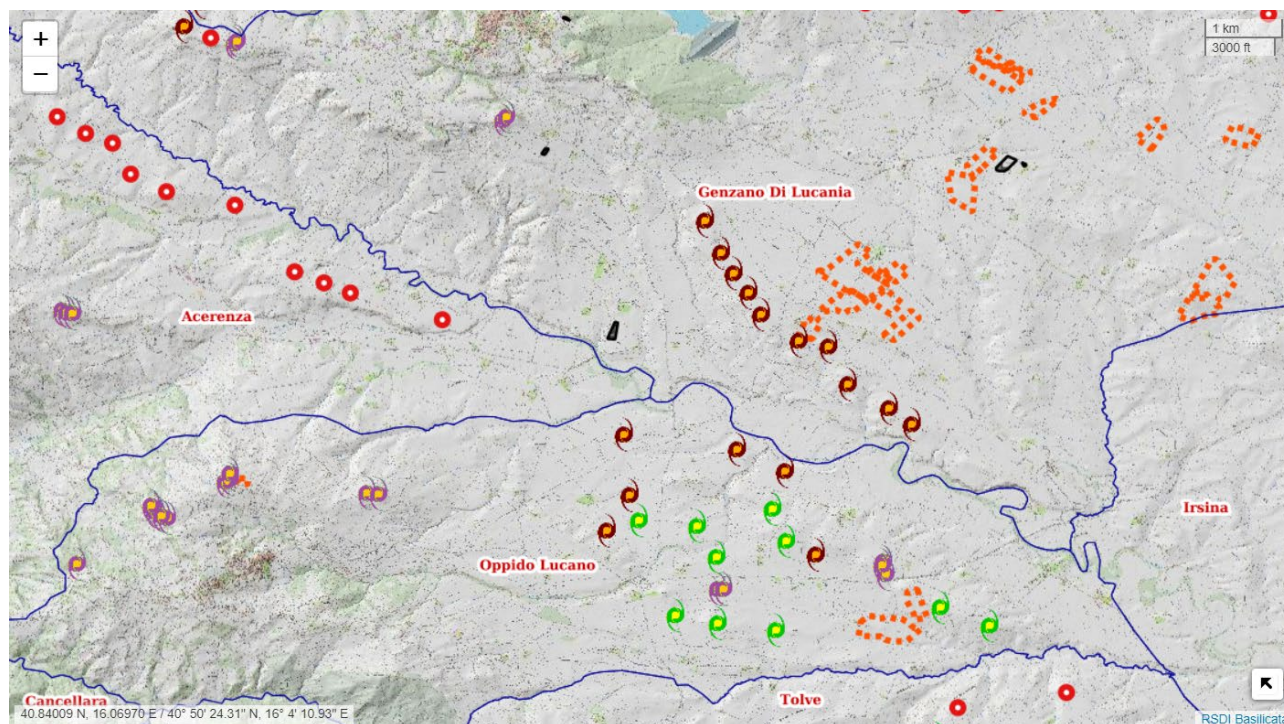 +
1 km
3000 ft
−
Genzano Di Lucania
Acerenza
Irsina
Oppido Lucano
Cancellara
Tolve
40.84009 N, 16.06970 E / 40° 50' 24.31" N, 16° 4' 10.93" E
RSDI Basilicat